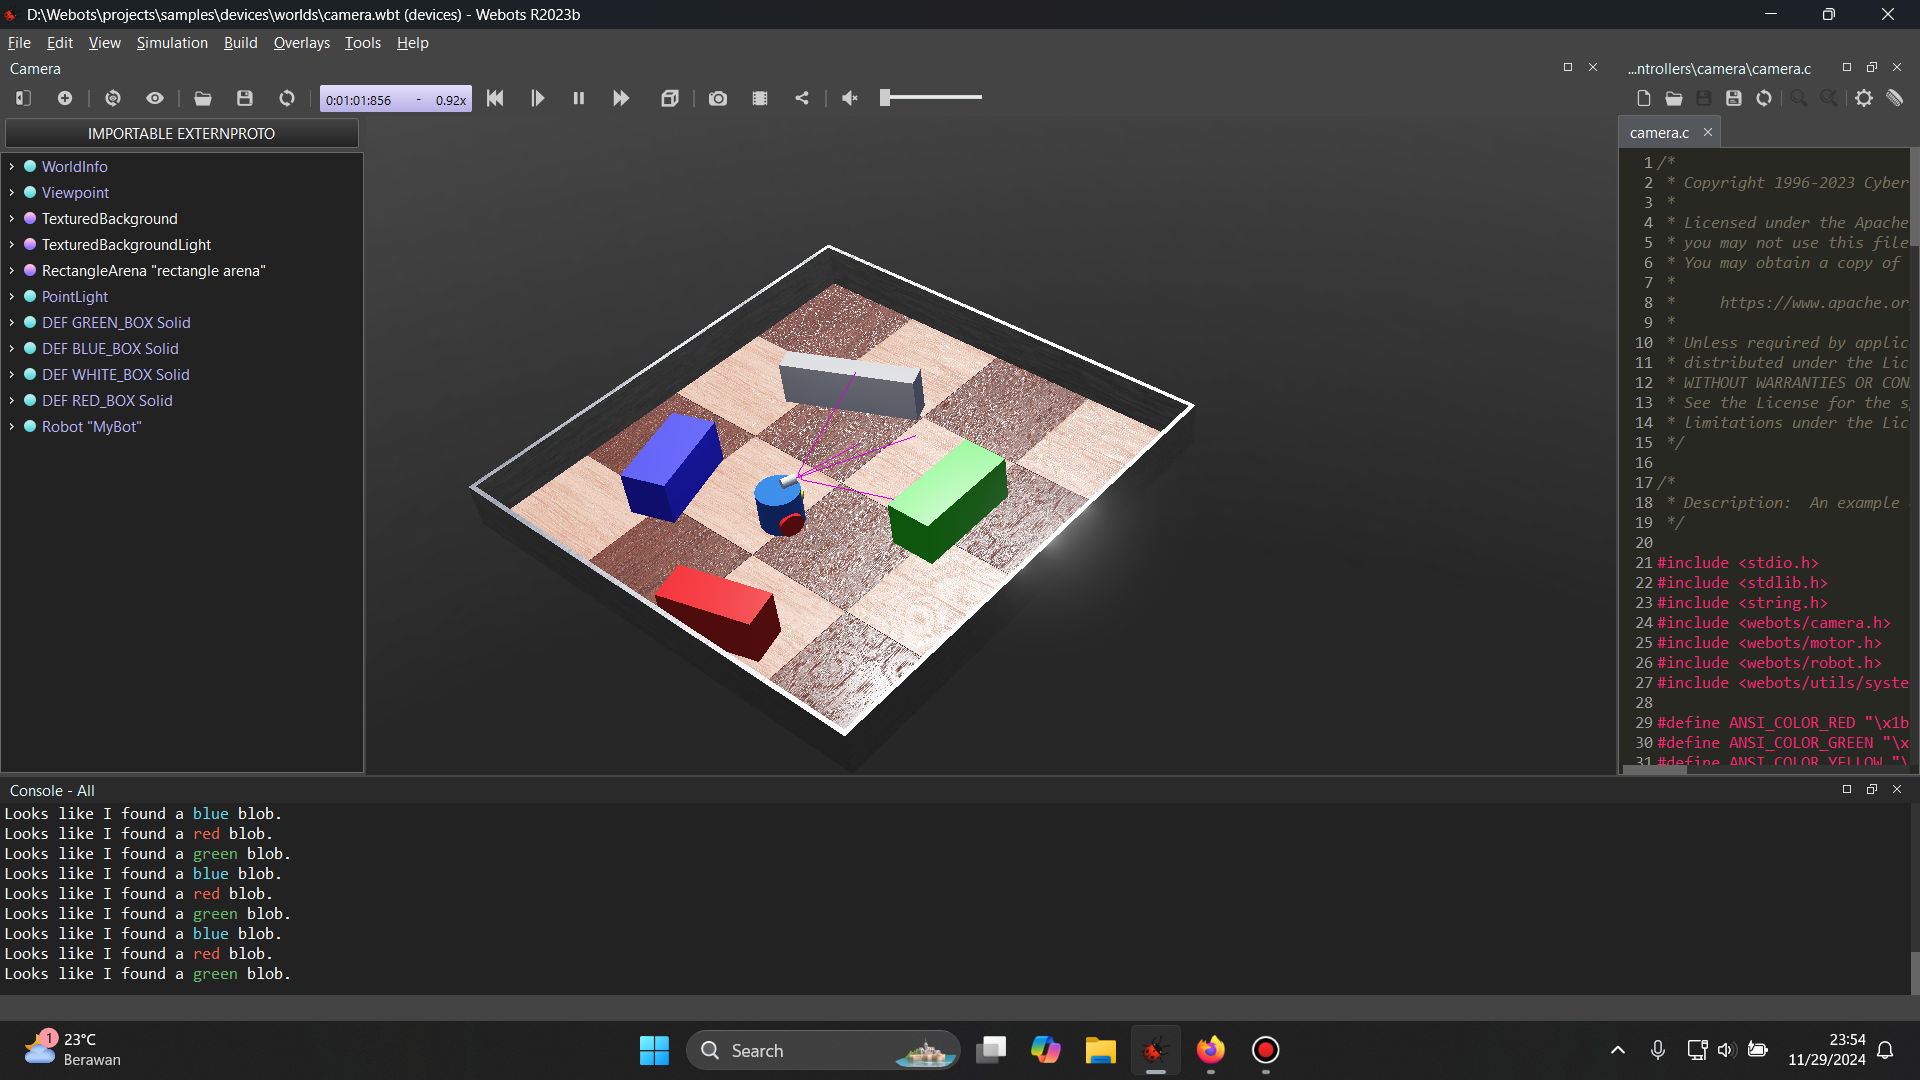 D:\Webots\projects\samples\devices\worlds\camera.wbt (devices) - Webots R2023b
File Edit View Simulation Build Overlays Tools Help
Camera
...ntrollers\camera\camera.c
0:01:01:856 - 0.92x
IMPORTABLE EXTERNPROTO
camera.c
WorldInfo
Viewpoint
TexturedBackground
TexturedBackgroundLight
RectangleArena "rectangle arena"
PointLight
DEF GREEN_BOX Solid
DEF BLUE_BOX Solid
DEF WHITE_BOX Solid
DEF RED_BOX Solid
Robot "MyBot"
1 /*
2 * Copyright 1996-2023 Cyber
3 *
4 * Licensed under the Apache
5 * you may not use this file
6 * You may obtain a copy of
7 *
8 * https://www.apache.or
9 *
10 * Unless required by applic
11 * distributed under the Lic
12 * WITHOUT WARRANTIES OR CON
13 * See the License for the s
14 * limitations under the Lic
15 */
16
17 /*
18 * Description: An example
19 */
20
21 #include <stdio.h>
22 #include <stdlib.h>
23 #include <string.h>
24 #include <webots/camera.h>
25 #include <webots/motor.h>
26 #include <webots/robot.h>
27 #include <webots/utils/syste
28
29 #define ANSI_COLOR_RED "\x1b
30 #define ANSI_COLOR_GREEN "\x
31 #define ANSI_COLOR_YELLOW "\
Console - All
Looks like I found a blue blob.
Looks like I found a red blob.
Looks like I found a green blob.
Looks like I found a blue blob.
Looks like I found a red blob.
Looks like I found a green blob.
Looks like I found a blue blob.
Looks like I found a red blob.
Looks like I found a green blob.
1
23°C
Berawan
Search
23:54
11/29/2024